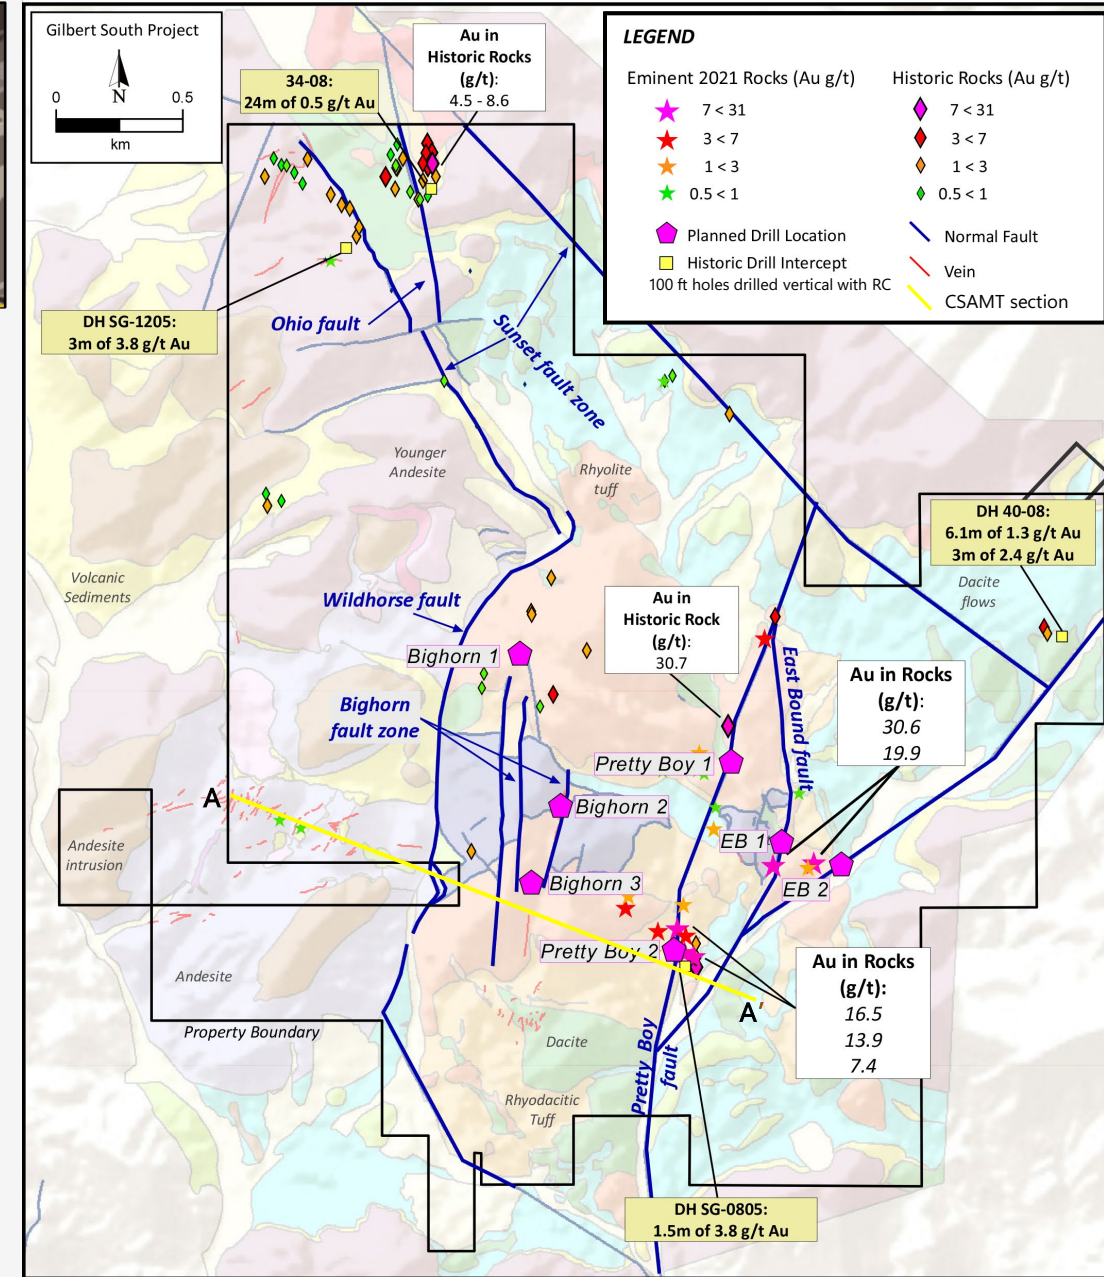 Gilbert South Project
N
0
0.5
km
34-08:
24m of 0.5 g/t Au
Au in
Historic Rocks
(g/t):
4.5 - 8.6
LEGEND
Eminent 2021 Rocks (Au g/t)
7 < 31
3 < 7
1 < 3
0.5 < 1
Planned Drill Location
Historic Drill Intercept
100 ft holes drilled vertical with RC
Historic Rocks (Au g/t)
7 < 31
3 < 7
1 < 3
0.5 < 1
Normal Fault
Vein
CSAMT section
DH SG-1205:
3m of 3.8 g/t Au
Ohio fault
Sunset fault zone
Younger
Andesite
Rhyolite
tuff
DH 40-08:
6.1m of 1.3 g/t Au
3m of 2.4 g/t Au
Volcanic
Sediments
Dacite
flows
Wildhorse fault
Au in
Historic Rock
(g/t):
30.7
Bighorn 1
East Bound fault
Au in Rocks
(g/t):
30.6
19.9
Bighorn
fault zone
Pretty Boy 1
A
Bighorn 2
EB 1
Andesite
intrusion
Bighorn 3
EB 2
Pretty Boy 2
Au in Rocks
(g/t):
16.5
13.9
7.4
Andesite
A'
Property Boundary
Dacite
Pretty Boy
fault
Rhyodacitic
Tuff
DH SG-0805:
1.5m of 3.8 g/t Au